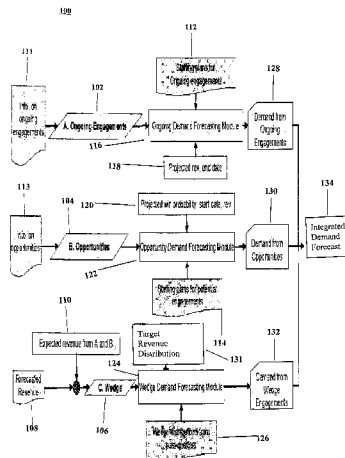 100
111
112
Staffing plans for
Ongoing engagements
102
128
Info. on
ongoing
engagements
A. Ongoing Engagements
Ongoing Demand Forecasting Module
Demand from
Ongoing
Engagements
116
118
Projected rev, end date
113
104
120
Projected win probability, start date, rev
130
134
Info on
opportunities
B. Opportunities
Opportunity Demand Forecasting Module
Demand from
Opportunities
Integrated
Demand
Forecast
122
Staffing plans for potential
engagements
110
114
Target
Revenue
Distribution
131
132
Expected revenue from A and B
124
Forecasted
Revenue
C. Wedge
Wedge Demand Forecasting Module
Demand from
Wedge
Engagements
108
106
126